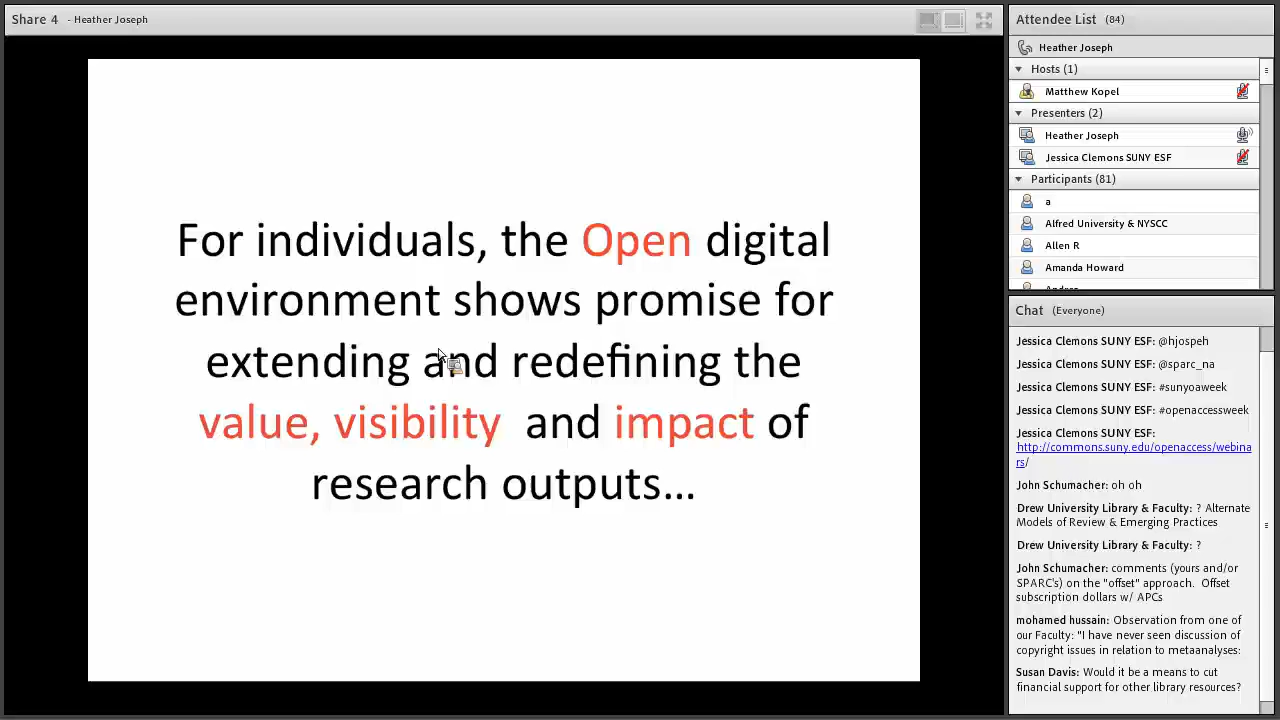 Share 4 - Heather Joseph
For individuals, the Open digital
environment shows promise for
extending and redefining the
value, visibility and impact of
research outputs...
Attendee List (84)
Heather Joseph
Hosts (1)
Matthew Kopel
Presenters (2)
Heather Joseph
Jessica Clemons SUNY ESF
Participants (81)
a
Alfred University & NYSCC
Allen R
Amanda Howard
Chat (Everyone)
Jessica Clemons SUNY ESF: @hjospeh
Jessica Clemons SUNY ESF: @sparc_na
Jessica Clemons SUNY ESF: #sunyoaweek
Jessica Clemons SUNY ESF: #openaccessweek
Jessica Clemons SUNY ESF:
http://commons.suny.edu/openaccess/webina
rs/
John Schumacher: oh oh
Drew University Library & Faculty: ? Alternate
Models of Review & Emerging Practices
Drew University Library & Faculty: ?
John Schumacher: comments (yours and/or
SPARC's) on the "offset" approach. Offset
subscription dollars w/ APCs
mohamed hussain: Observation from one of
our Faculty: "I have never seen discussion of
copyright issues in relation to metaanalyses:
Susan Davis: Would it be a means to cut
financial support for other library resources?